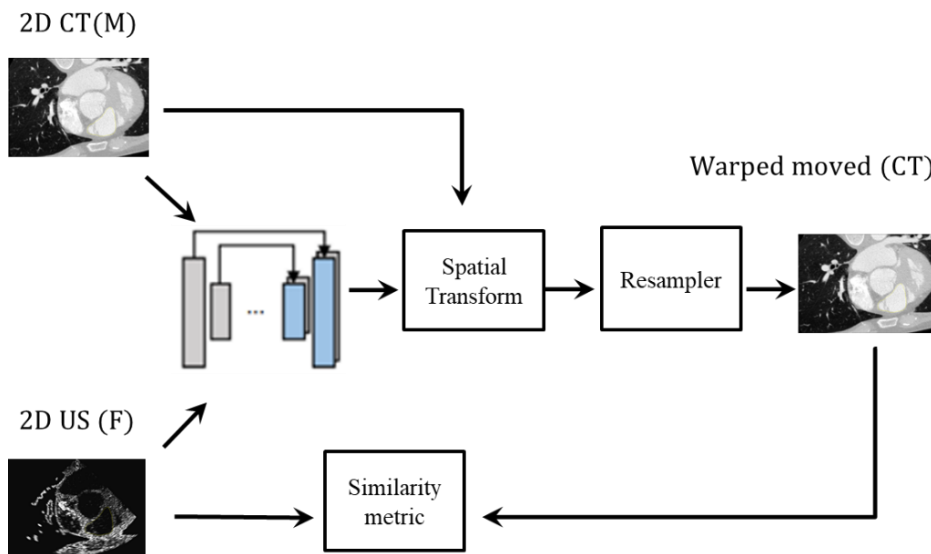 2D CT(M)
Warped moved (CT)
Spatial
Transform
Resampler
...
2D US (F)
Similarity
metric